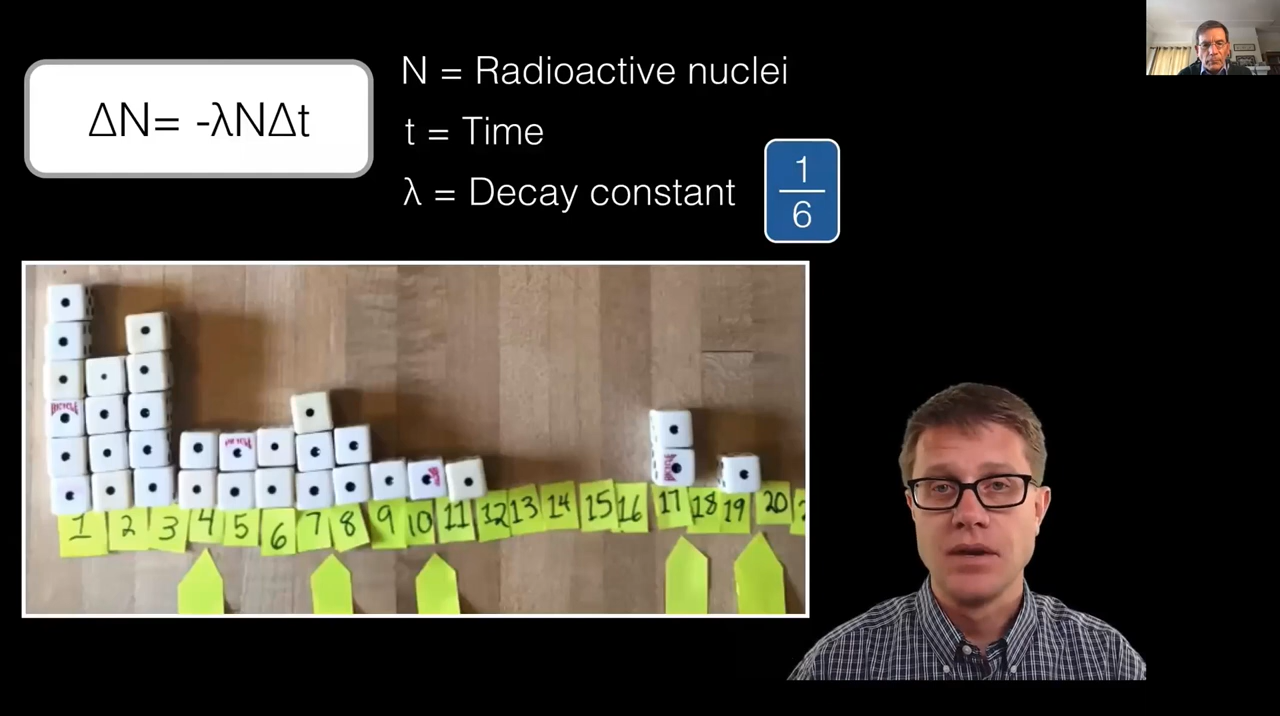 ΔN= -λNΔt
N = Radioactive nuclei
t = Time
λ = Decay constant
1
6
BICYCLE
1 2 3 4 5 6 7 8 9 10 11 12 13 14 15 16 17 18 19 20